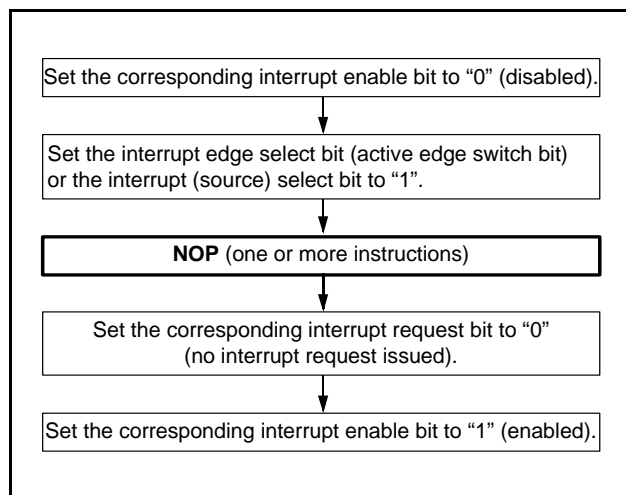 Set the corresponding interrupt enable bit to “0” (disabled).
Set the interrupt edge select bit (active edge switch bit)
or the interrupt (source) select bit to “1”.
NOP (one or more instructions)
Set the corresponding interrupt request bit to “0”
(no interrupt request issued).
Set the corresponding interrupt enable bit to “1” (enabled).